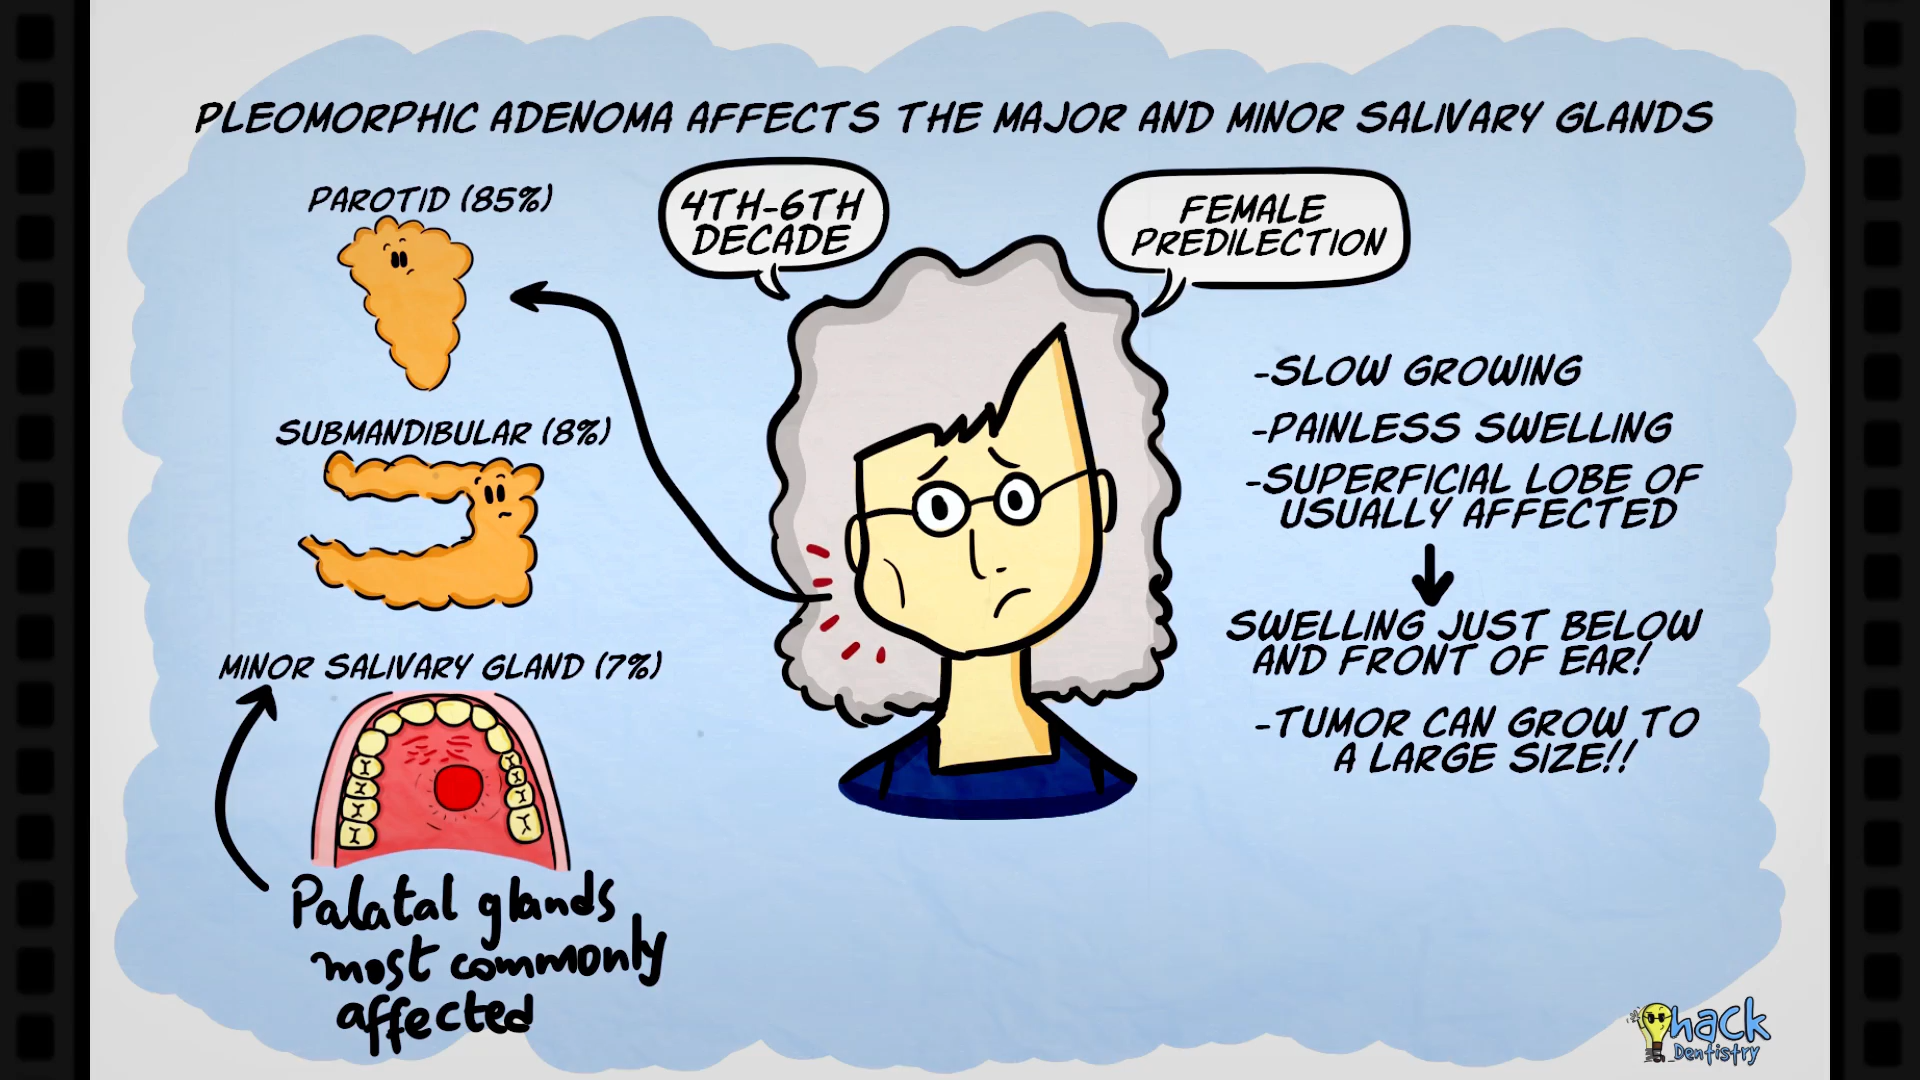 PLEOMORPHIC ADENOMA AFFECTS THE MAJOR AND MINOR SALIVARY GLANDS
PAROTID (85%)
SUBMANDIBULAR (8%)
MINOR SALIVARY GLAND (7%)
Palatal glands
most commonly
affected
4TH-6TH
DECADE
FEMALE
PREDILECTION
-SLOW GROWING
-PAINLESS SWELLING
-SUPERFICIAL LOBE OF
USUALLY AFFECTED
SWELLING JUST BELOW
AND FRONT OF EAR!
-TUMOR CAN GROW TO
A LARGE SIZE!!
hack
Dentistry